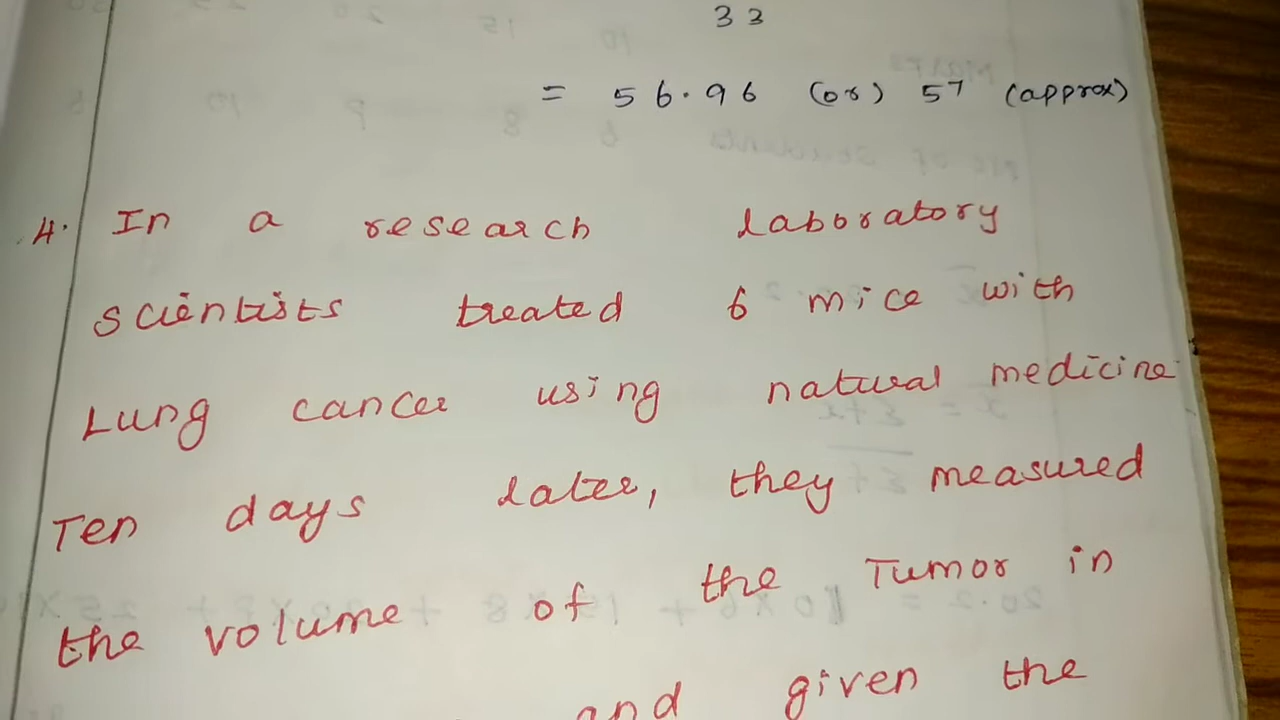 33
= 56.96 (or) 57 (approx)
4. In a research laboratory
scientists treated 6 mice with
Lung cancer using natural medicine.
Ten days later, they measured
the volume of the Tumor in
and given the